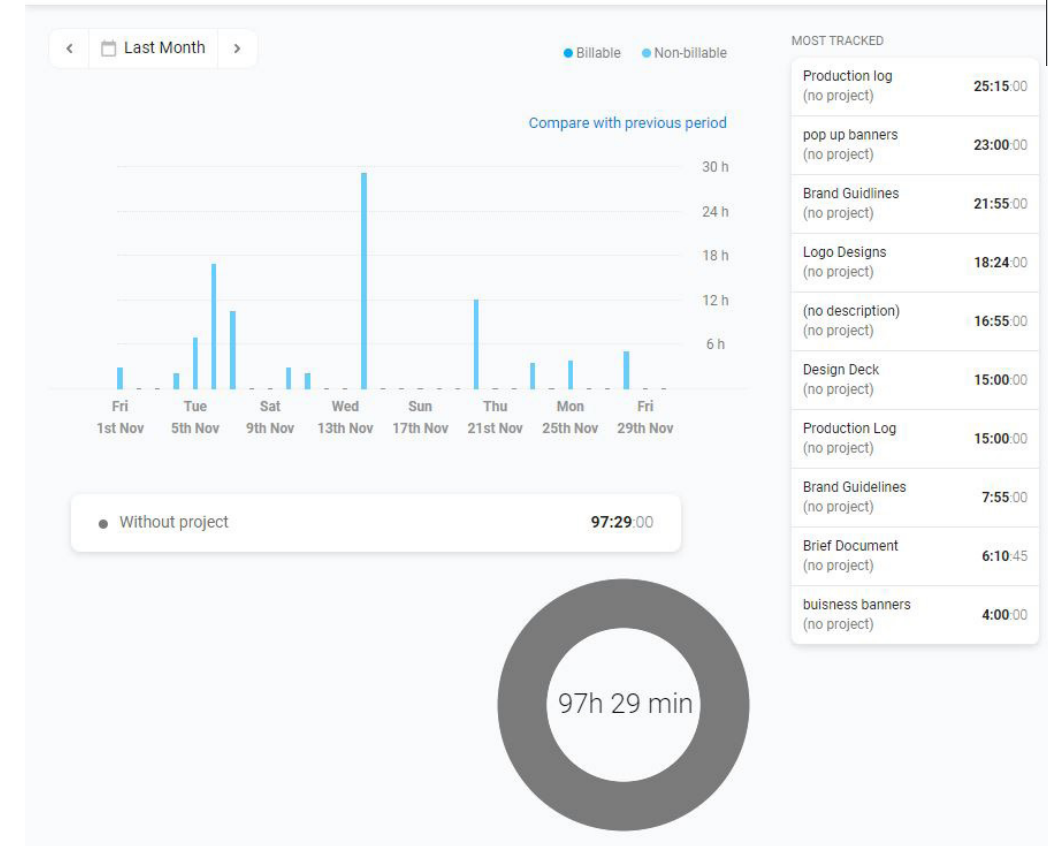 Last Month
Billable Non-billable
Compare with previous period
30 h
24 h
18 h
12 h
6 h
Fri Tue Sat Wed Sun Thu Mon Fri
1st Nov 5th Nov 9th Nov 13th Nov 17th Nov 21st Nov 25th Nov 29th Nov
Without project 97:29:00
97h 29 min
MOST TRACKED
Production log 25:15:00
(no project)
pop up banners 23:00:00
(no project)
Brand Guidlines 21:55:00
(no project)
Logo Designs 18:24:00
(no project)
(no description) 16:55:00
(no project)
Design Deck 15:00:00
(no project)
Production Log 15:00:00
(no project)
Brand Guidelines 7:55:00
(no project)
Brief Document 6:10:45
(no project)
buisness banners 4:00:00
(no project)